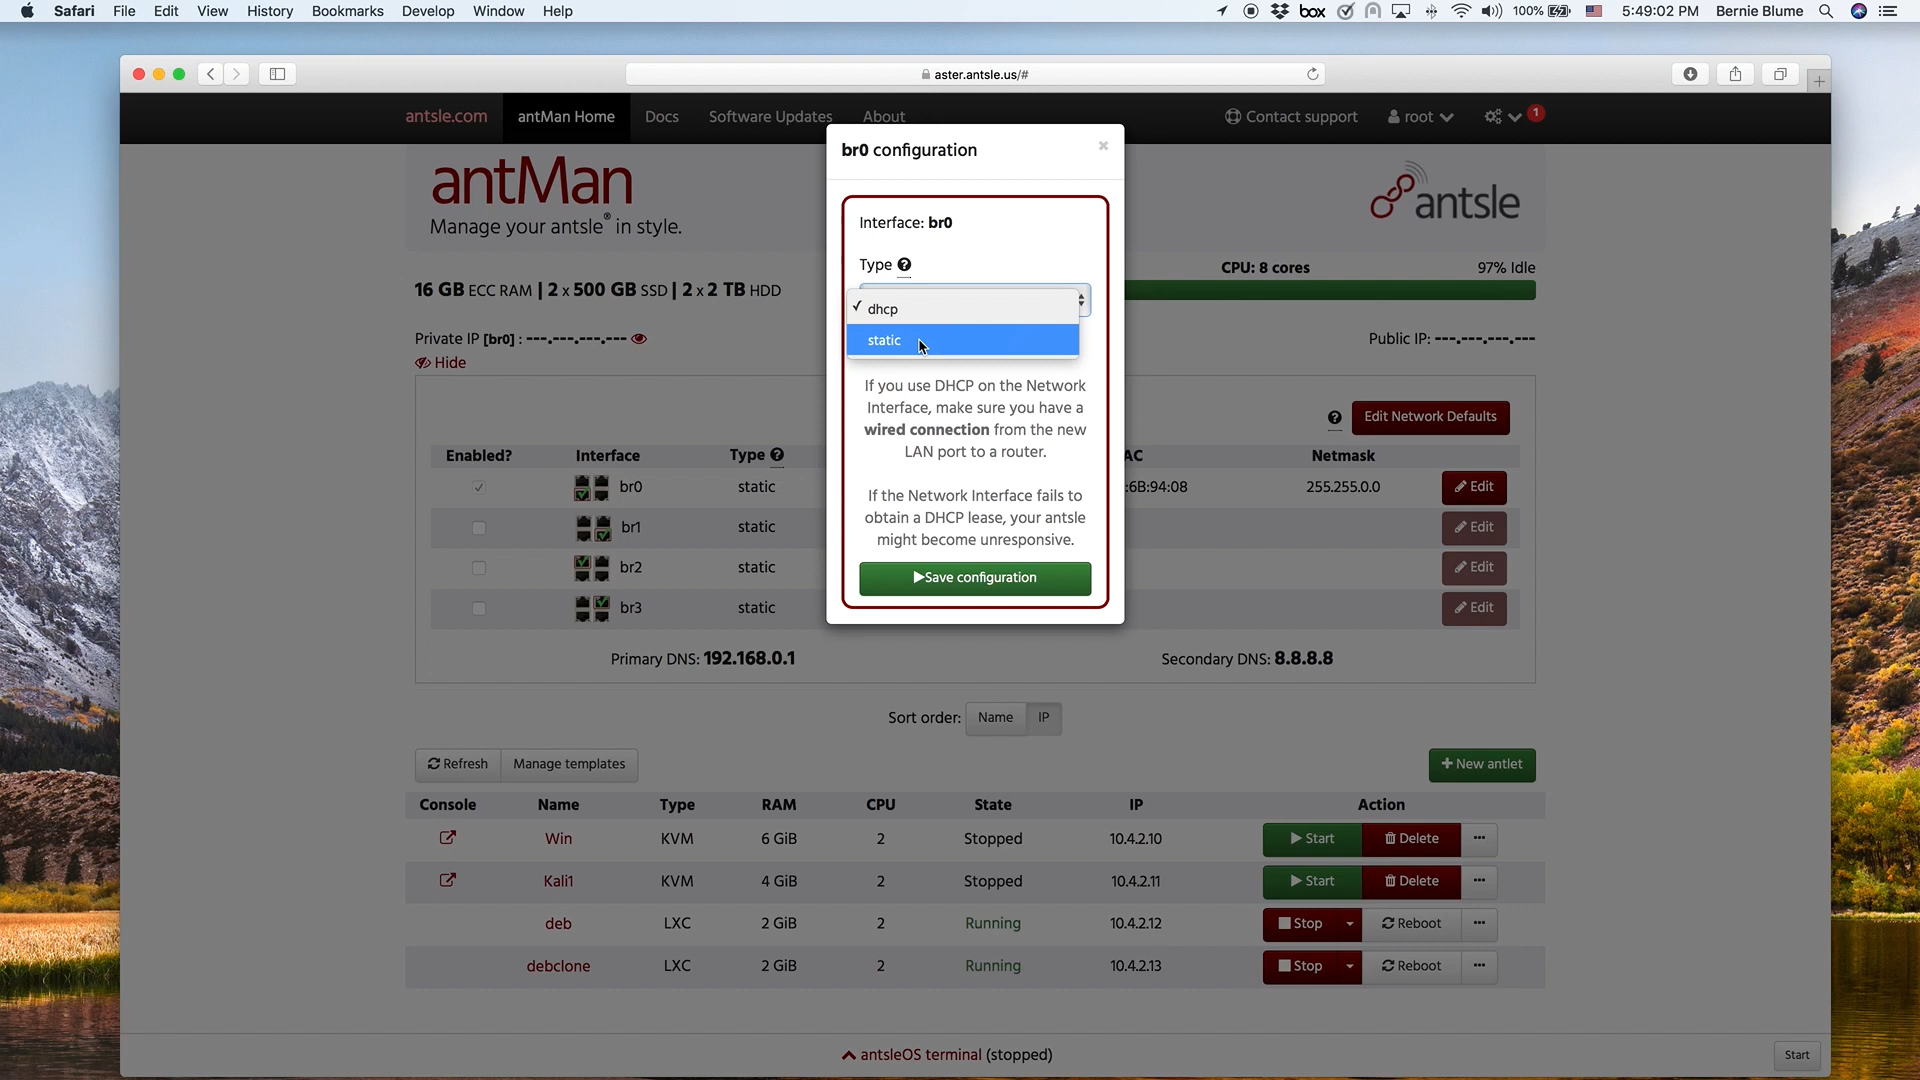 Safari File Edit View History Bookmarks Develop Window Help
box 100% 5:49:02 PM Bernie Blume
aster.antsle.us/#
antsle.com antMan Home Docs Software Updates About Contact support root 1
br0 configuration ×
antMan
Manage your antsle® in style.
antsle
Interface: br0
Type ?
✓ dhcp
static
16 GB ECC RAM | 2 x 500 GB SSD | 2 x 2 TB HDD
CPU: 8 cores 97% Idle
Private IP [br0] : ---.---.---.---
Public IP: ---.---.---.---
Hide
If you use DHCP on the Network
Interface, make sure you have a
wired connection from the new
LAN port to a router.
If the Network Interface fails to
obtain a DHCP lease, your antsle
might become unresponsive.
Save configuration
? Edit Network Defaults
Enabled? Interface Type ? AC Netmask
br0 static :6B:94:08 255.255.0.0 Edit
br1 static Edit
br2 static Edit
br3 static Edit
Primary DNS: 192.168.0.1 Secondary DNS: 8.8.8.8
Sort order: Name IP
Refresh Manage templates + New antlet
Console Name Type RAM CPU State IP Action
Win KVM 6 GiB 2 Stopped 10.4.2.10 Start Delete ...
Kali1 KVM 4 GiB 2 Stopped 10.4.2.11 Start Delete ...
deb LXC 2 GiB 2 Running 10.4.2.12 Stop Reboot ...
debclone LXC 2 GiB 2 Running 10.4.2.13 Stop Reboot ...
antsleOS terminal (stopped) Start